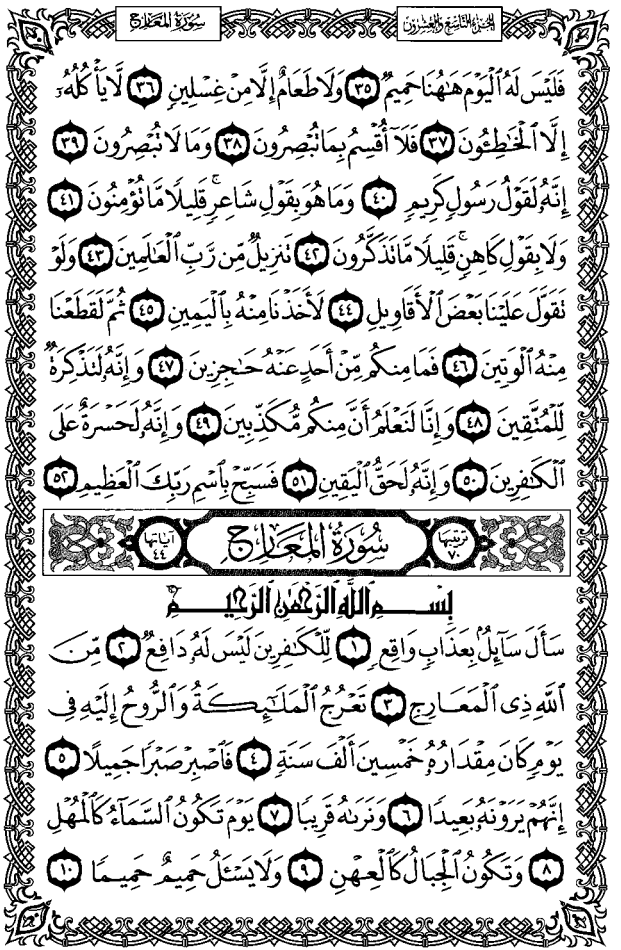 الجزء التاسع والعشرون
سُورَةُ المَعَارِجِ
فَلَيْسَ لَهُ ٱلْيَوْمَ هَٰهُنَا حَمِيمٌ ٣٥ وَلَا طَعَامٌ إِلَّا مِنْ غِسْلِينٍ ٣٦ لَّا يَأْكُلُهُۥٓ
إِلَّا ٱلْخَٰطِـُٔونَ ٣٧ فَلَآ أُقْسِمُ بِمَا تُبْصِرُونَ ٣٨ وَمَا لَا تُبْصِرُونَ ٣٩
إِنَّهُۥ لَقَوْلُ رَسُولٍ كَرِيمٍ ٤٠ وَمَا هُوَ بِقَوْلِ شَاعِرٍ ۚ قَلِيلًا مَّا تُؤْمِنُونَ ٤١
وَلَا بِقَوْلِ كَاهِنٍ ۚ قَلِيلًا مَّا تَذَكَّرُونَ ٤٢ تَنزِيلٌ مِّن رَّبِّ ٱلْعَٰلَمِينَ ٤٣ وَلَوْ
تَقَوَّلَ عَلَيْنَا بَعْضَ ٱلْأَقَاوِيلِ ٤٤ لَأَخَذْنَا مِنْهُ بِٱلْيَمِينِ ٤٥ ثُمَّ لَقَطَعْنَا
مِنْهُ ٱلْوَتِينَ ٤٦ فَمَا مِنكُم مِّنْ أَحَدٍ عَنْهُ حَٰجِزِينَ ٤٧ وَإِنَّهُۥ لَتَذْكِرَةٌ
لِّلْمُتَّقِينَ ٤٨ وَإِنَّا لَنَعْلَمُ أَنَّ مِنكُم مُّكَذِّبِينَ ٤٩ وَإِنَّهُۥ لَحَسْرَةٌ عَلَى
ٱلْكَٰفِرِينَ ٥٠ وَإِنَّهُۥ لَحَقُّ ٱلْيَقِينِ ٥١ فَسَبِّحْ بِٱسْمِ رَبِّكَ ٱلْعَظِيمِ ٥٢
ترتيبها ٧٠ سُورَةُ المَعَارِجِ آياتها ٤٤
بِسْمِ ٱللَّهِ ٱلرَّحْمَٰنِ ٱلرَّحِيمِ
سَأَلَ سَآئِلٌۢ بِعَذَابٍ وَاقِعٍ ١ لِّلْكَٰفِرِينَ لَيْسَ لَهُۥ دَافِعٌ ٢ مِّنَ
ٱللَّهِ ذِى ٱلْمَعَارِجِ ٣ تَعْرُجُ ٱلْمَلَٰٓئِكَةُ وَٱلرُّوحُ إِلَيْهِ فِى
يَوْمٍ كَانَ مِقْدَارُهُۥ خَمْسِينَ أَلْفَ سَنَةٍ ٤ فَٱصْبِرْ صَبْرًا جَمِيلًا ٥
إِنَّهُمْ يَرَوْنَهُۥ بَعِيدًا ٦ وَنَرَىٰهُ قَرِيبًا ٧ يَوْمَ تَكُونُ ٱلسَّمَآءُ كَٱلْمُهْلِ
٨ وَتَكُونُ ٱلْجِبَالُ كَٱلْعِهْنِ ٩ وَلَا يَسْـَٔلُ حَمِيمٌ حَمِيمًا ١٠